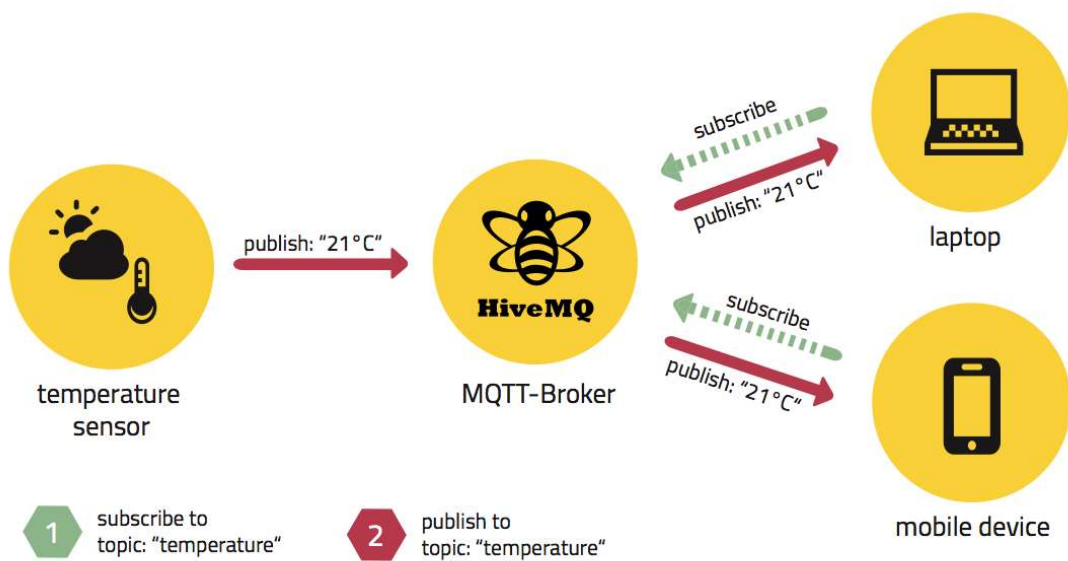 subscribe
publish: “21°C“
laptop
publish: “21°C“
HiveMQ
subscribe
publish: “21°C“
temperature
sensor
MQTT-Broker
mobile device
1
subscribe to
topic: “temperature“
2
publish to
topic: “temperature“